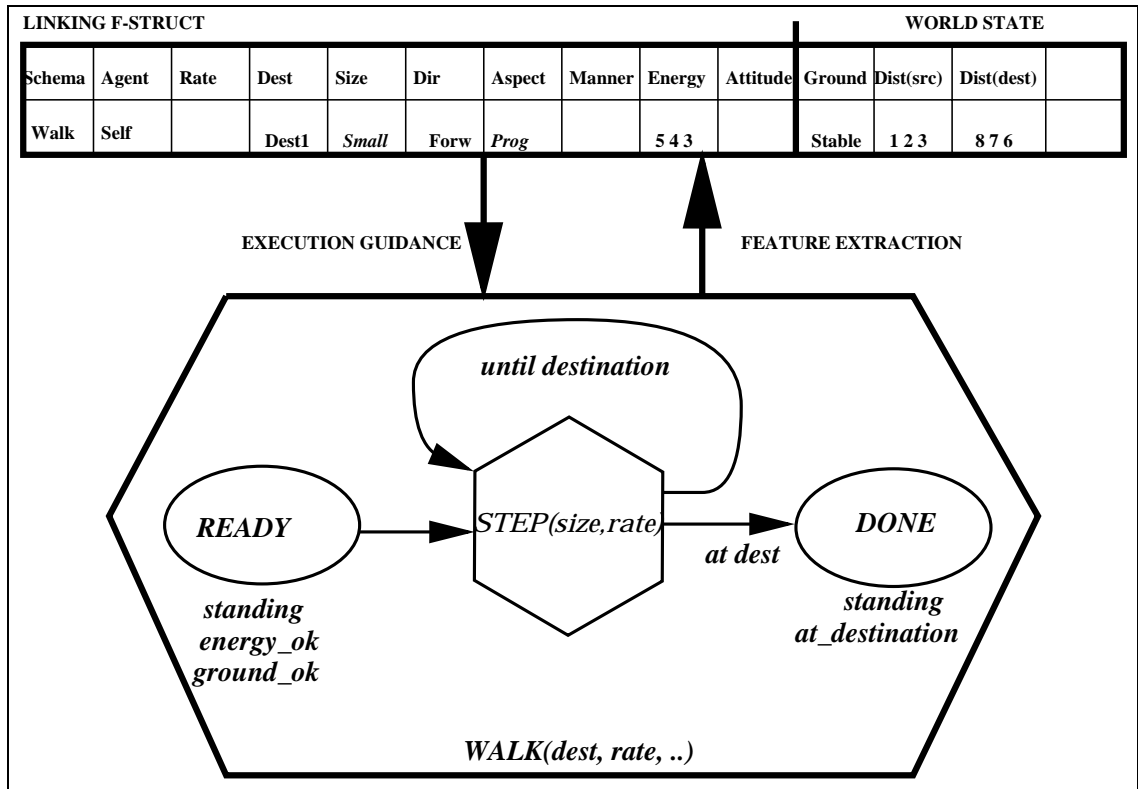 LINKING F-STRUCT WORLD STATE
Schema Agent Rate Dest Size Dir Aspect Manner Energy Attitude Ground Dist(src) Dist(dest)
Walk Self Dest1 Small Forw Prog 5 4 3 Stable 1 2 3 8 7 6
EXECUTION GUIDANCE FEATURE EXTRACTION
until destination
READY STEP(size,rate) DONE
at dest
standing
energy_ok
ground_ok
standing
at_destination
WALK(dest, rate, ..)